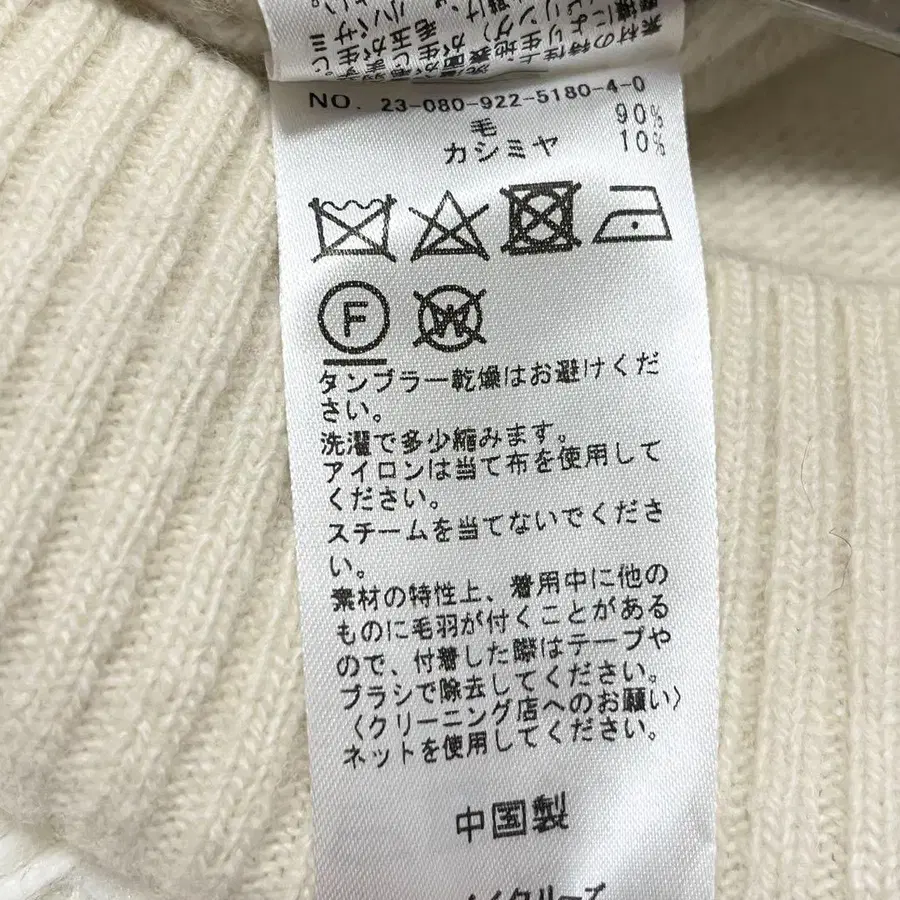 NO. 23-080-922-5180-4-0
毛 90%
カシミヤ 10%
F
W
タンブラー乾燥はお避けくだ
さい。
洗濯で多少縮みます。
アイロンは当て布を使用して
ください。
スチームを当てないでくださ
い。
素材の特性上、着用中に他の
ものに毛羽が付くことがある
ので、付着した際はテープや
ブラシで除去してください。
〈クリーニング店へのお願い〉
ネットを使用してください。
中国製